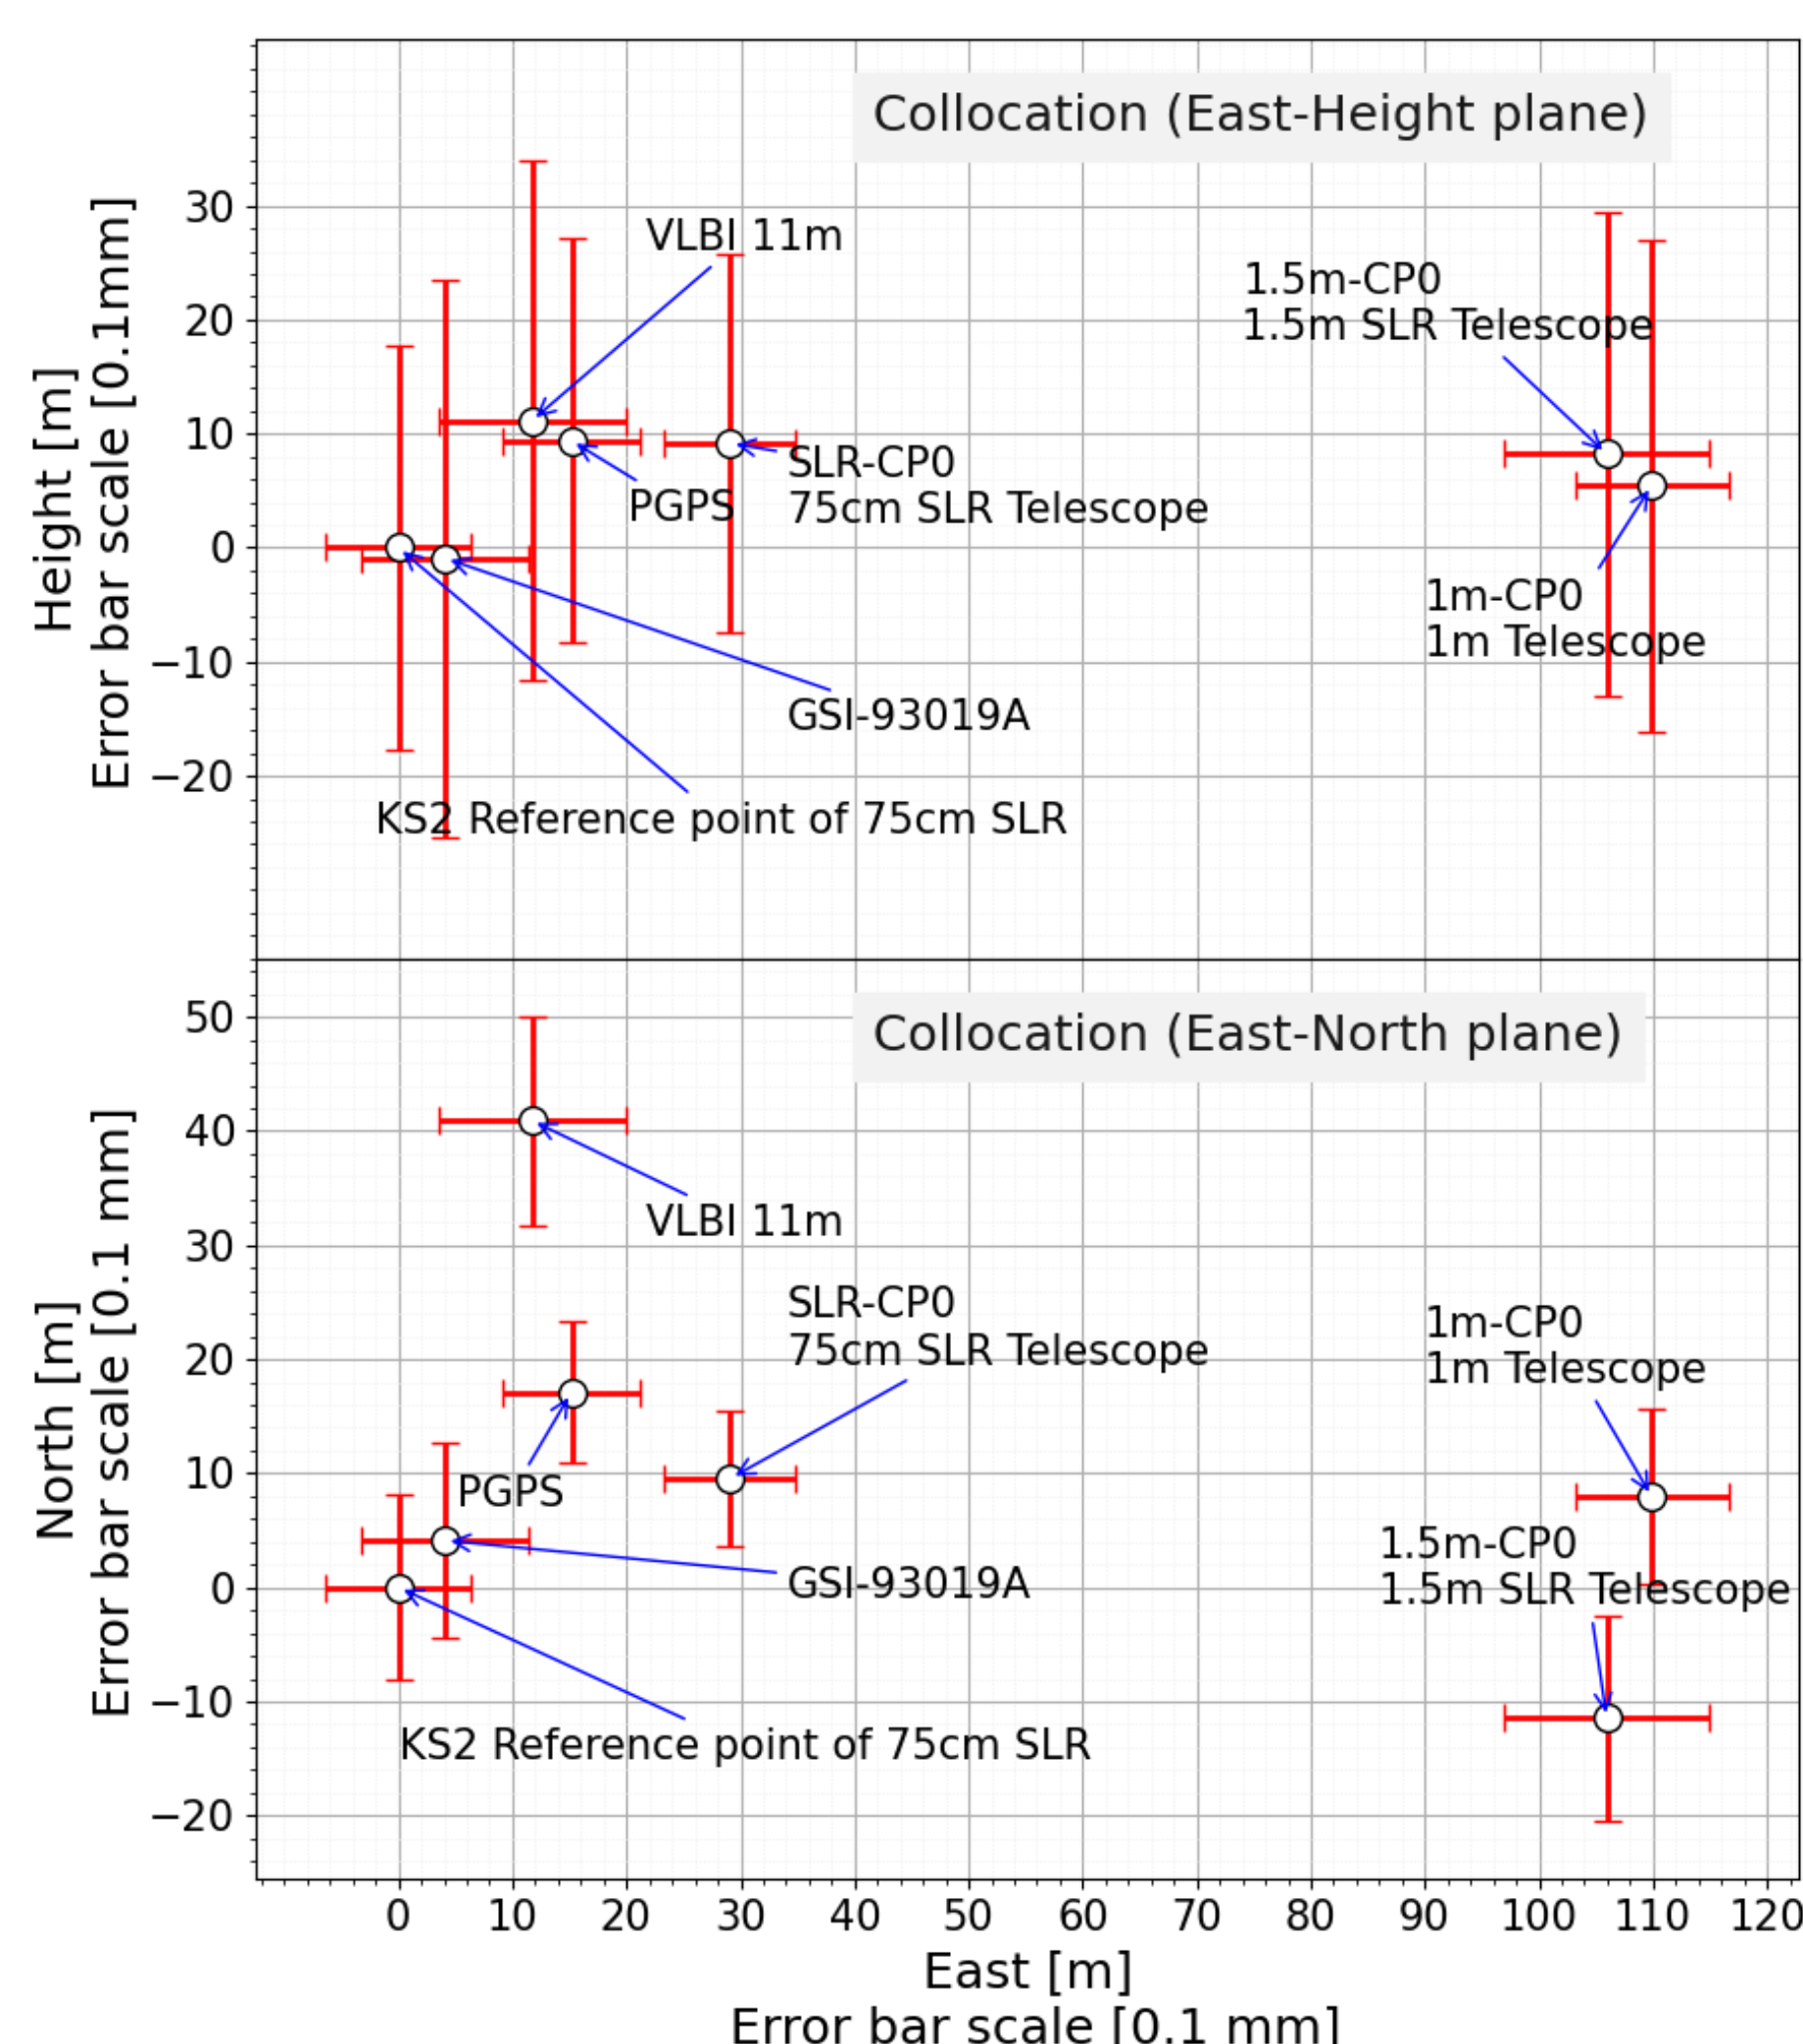 Collocation (East-Height plane)
Height [m]
Error bar scale [0.1mm]
30
20
10
0
−10
−20
VLBI 11m
1.5m-CP0
1.5m SLR Telescope
SLR-CP0
75cm SLR Telescope
PGPS
1m-CP0
1m Telescope
GSI-93019A
KS2 Reference point of 75cm SLR
Collocation (East-North plane)
North [m]
Error bar scale [0.1 mm]
50
40
30
20
10
0
−10
−20
VLBI 11m
SLR-CP0
75cm SLR Telescope
1m-CP0
1m Telescope
PGPS
1.5m-CP0
1.5m SLR Telescope
GSI-93019A
KS2 Reference point of 75cm SLR
0 10 20 30 40 50 60 70 80 90 100 110 120
East [m]
Error bar scale [0.1 mm]